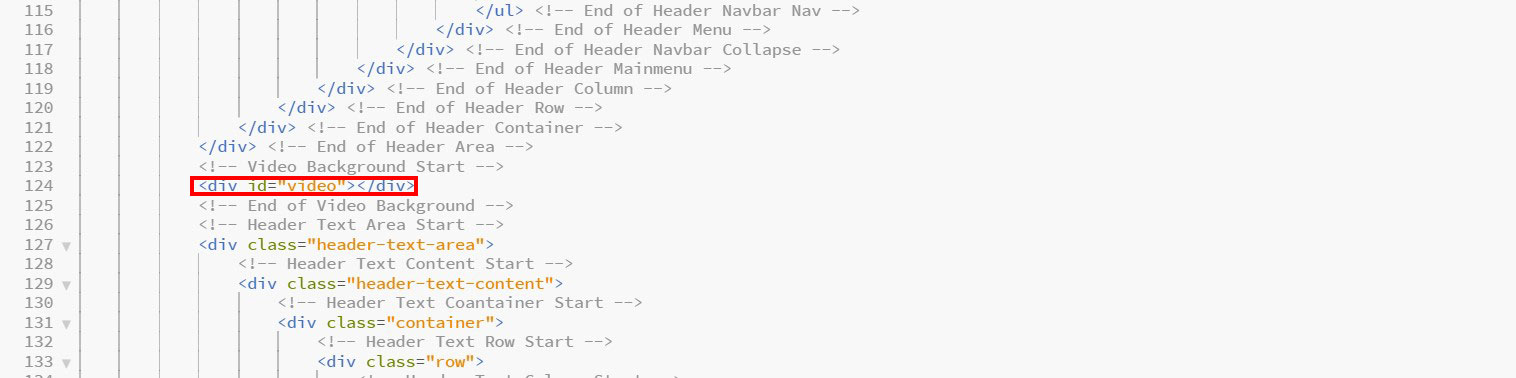 115 </ul> <!-- End of Header Navbar Nav -->
116 </div> <!-- End of Header Menu -->
117 </div> <!-- End of Header Navbar Collapse -->
118 </div> <!-- End of Header Mainmenu -->
119 </div> <!-- End of Header Column -->
120 </div> <!-- End of Header Row -->
121 </div> <!-- End of Header Container -->
122 </div> <!-- End of Header Area -->
123 <!-- Video Background Start -->
124 <div id="video"></div>
125 <!-- End of Video Background -->
126 <!-- Header Text Area Start -->
127 <div class="header-text-area">
128 <!-- Header Text Content Start -->
129 <div class="header-text-content">
130 <!-- Header Text Coantainer Start -->
131 <div class="container">
132 <!-- Header Text Row Start -->
133 <div class="row">